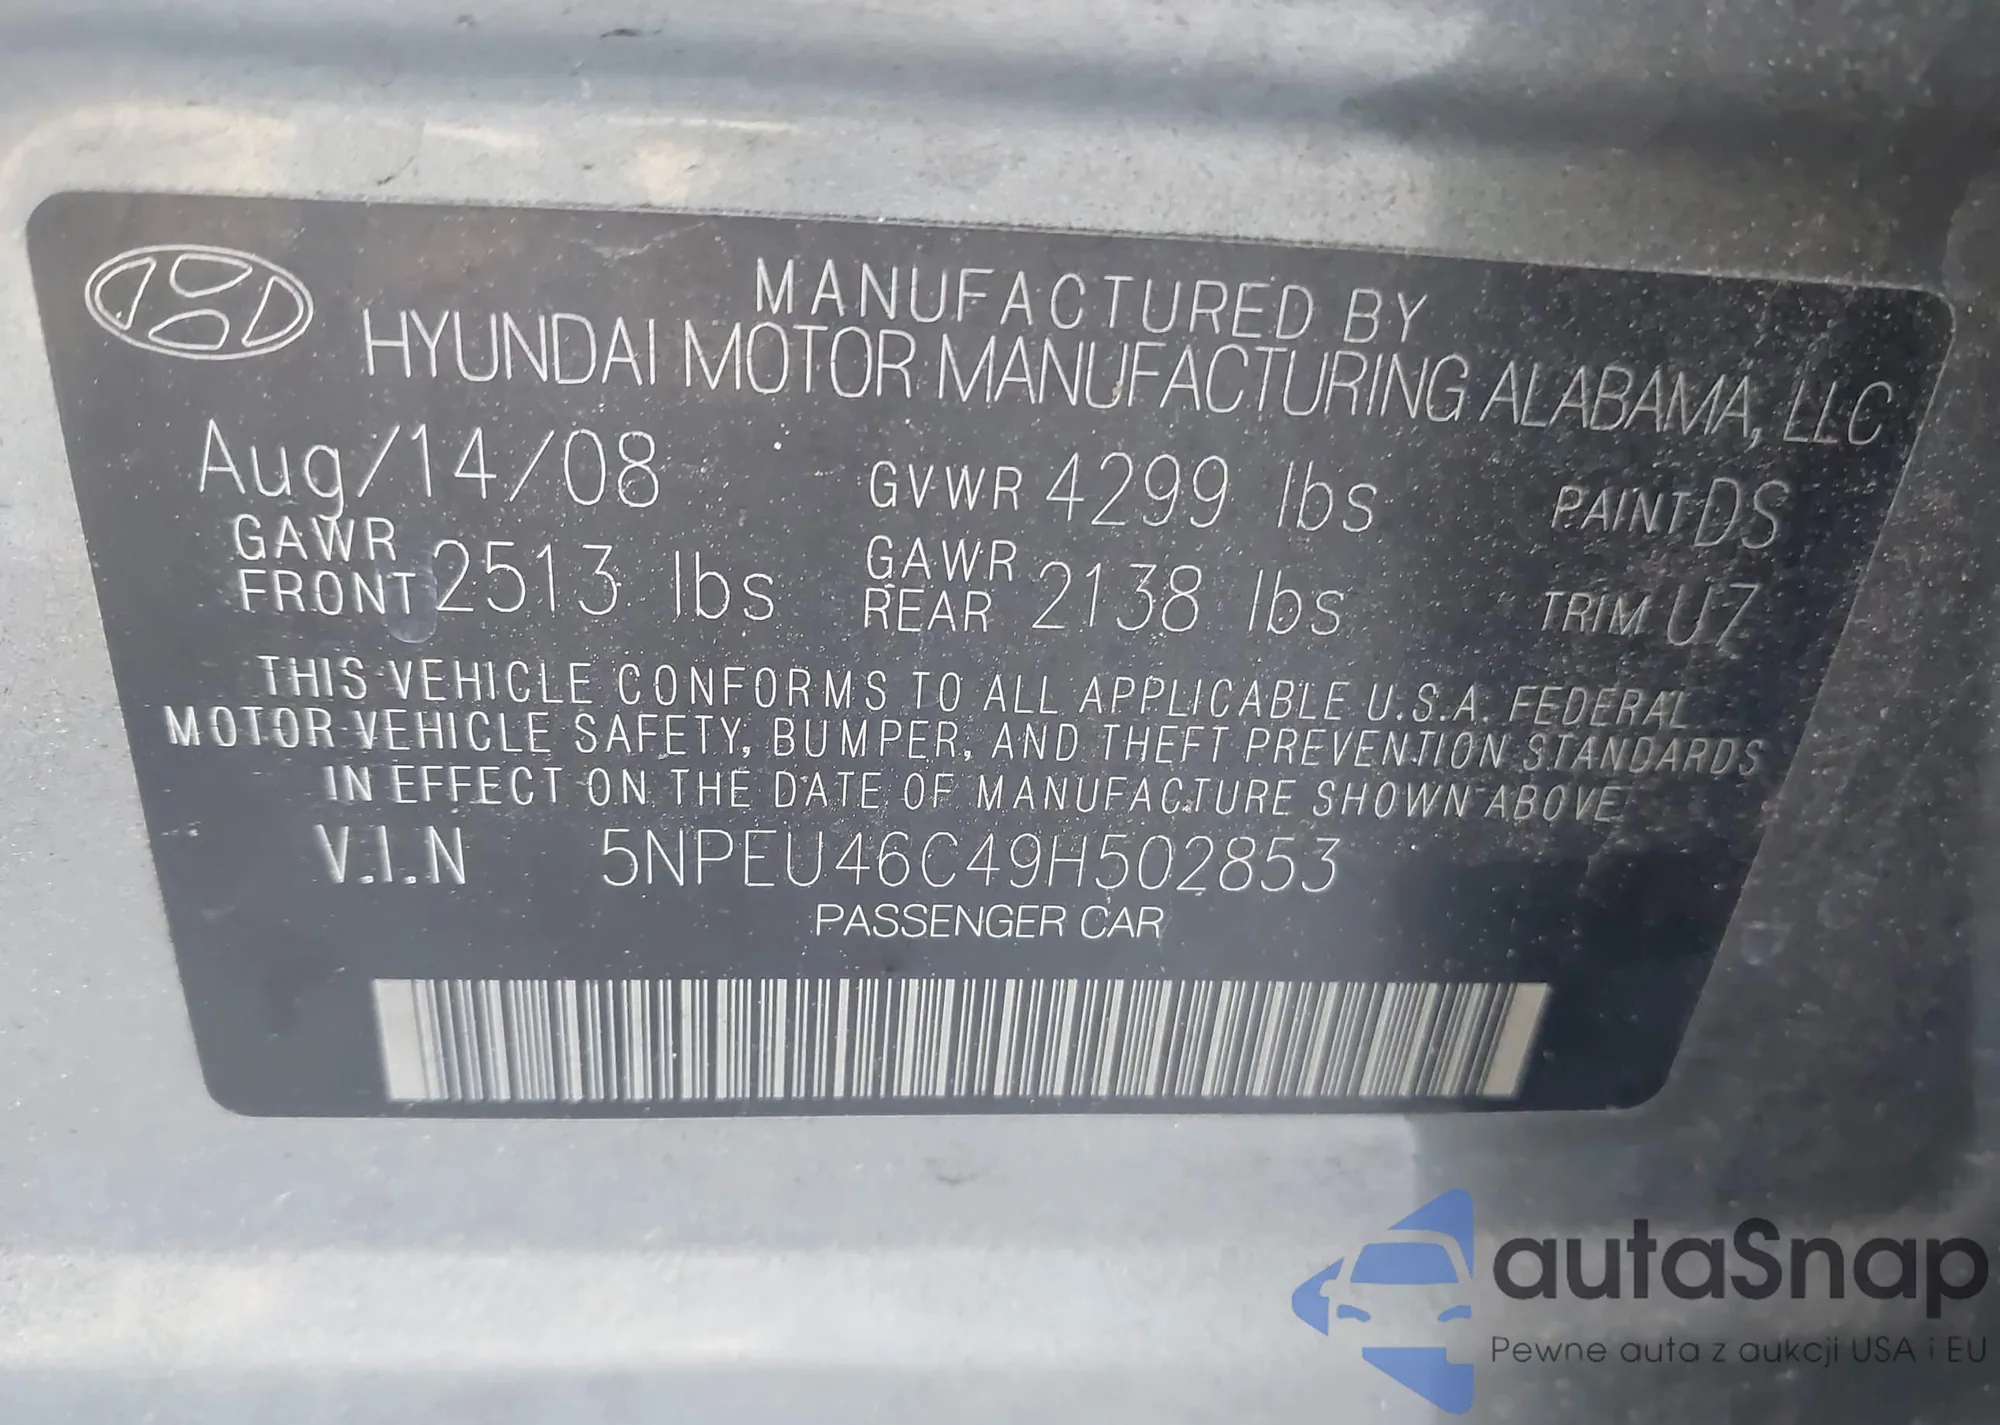 MANUFACTURED BY
HYUNDAI MOTOR MANUFACTURING ALABAMA, LLC
Aug/14/08 GVWR 4299 lbs PAINT DS
GAWR FRONT 2513 lbs GAWR REAR 2138 lbs TRIM UZ
THIS VEHICLE CONFORMS TO ALL APPLICABLE U.S.A. FEDERAL
MOTOR VEHICLE SAFETY, BUMPER, AND THEFT PREVENTION STANDARDS
IN EFFECT ON THE DATE OF MANUFACTURE SHOWN ABOVE
V.I.N 5NPEU46C49H502853
PASSENGER CAR
autaSnap
Pewne auta z aukcji USA i EU